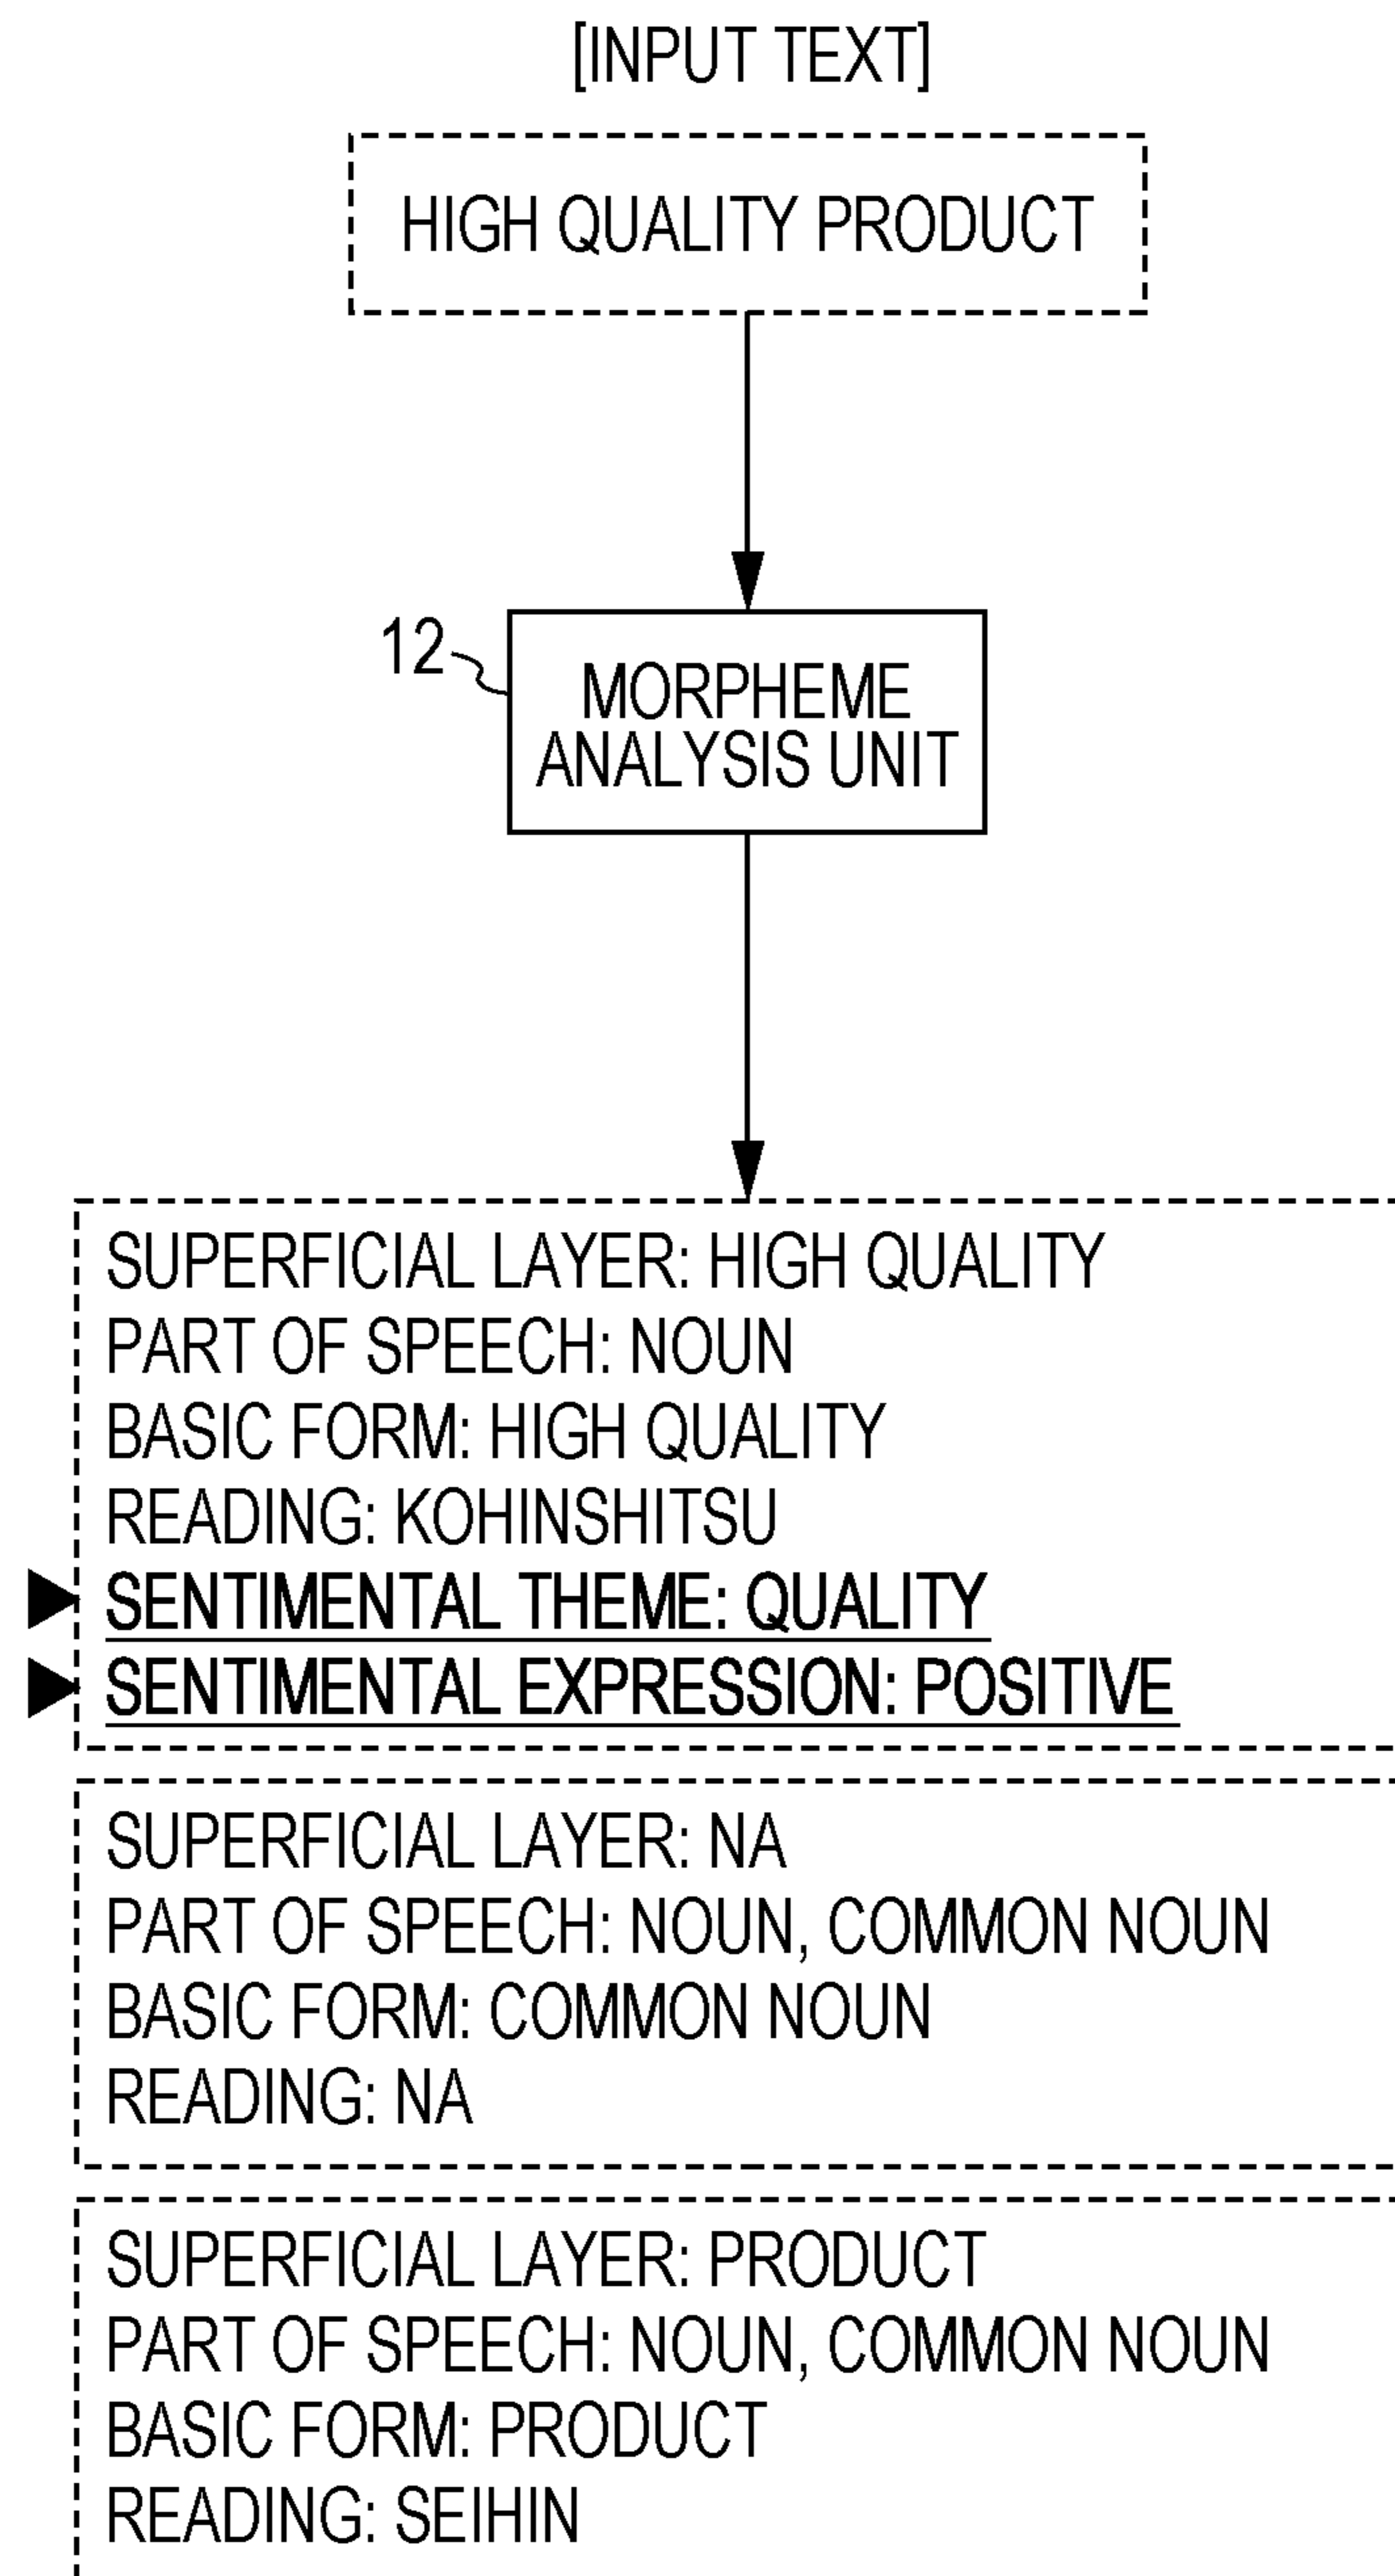 [INPUT TEXT]
HIGH QUALITY PRODUCT
12
MORPHEME
ANALYSIS UNIT
SUPERFICIAL LAYER: HIGH QUALITY
PART OF SPEECH: NOUN
BASIC FORM: HIGH QUALITY
READING: KOHINSHITSU
SENTIMENTAL THEME: QUALITY
SENTIMENTAL EXPRESSION: POSITIVE
SUPERFICIAL LAYER: NA
PART OF SPEECH: NOUN, COMMON NOUN
BASIC FORM: COMMON NOUN
READING: NA
SUPERFICIAL LAYER: PRODUCT
PART OF SPEECH: NOUN, COMMON NOUN
BASIC FORM: PRODUCT
READING: SEIHIN